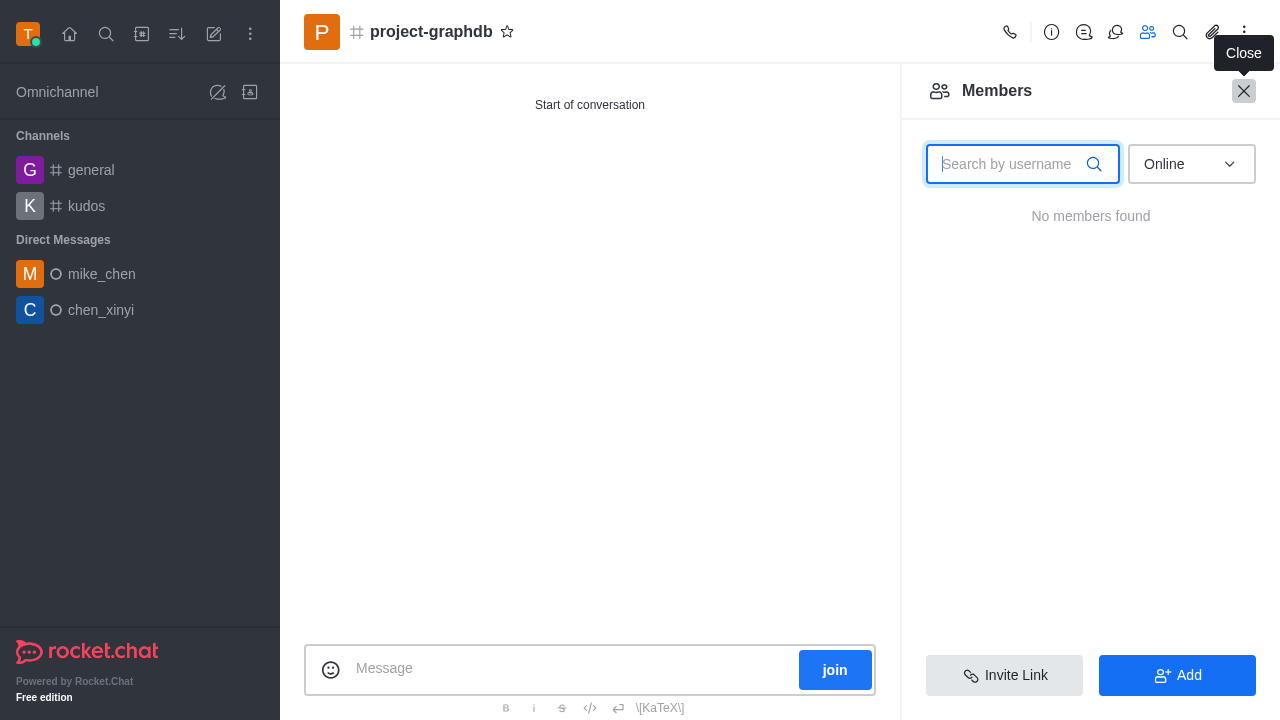 T
Omnichannel
Channels
G general
K kudos
Direct Messages
M mike_chen
C chen_xinyi
rocket.chat
Powered by Rocket.Chat
Free edition
P project-graphdb
Start of conversation
Message
join
B i S \[KaTeX\]
Close
Members
Search by username
Online
No members found
Invite Link
Add